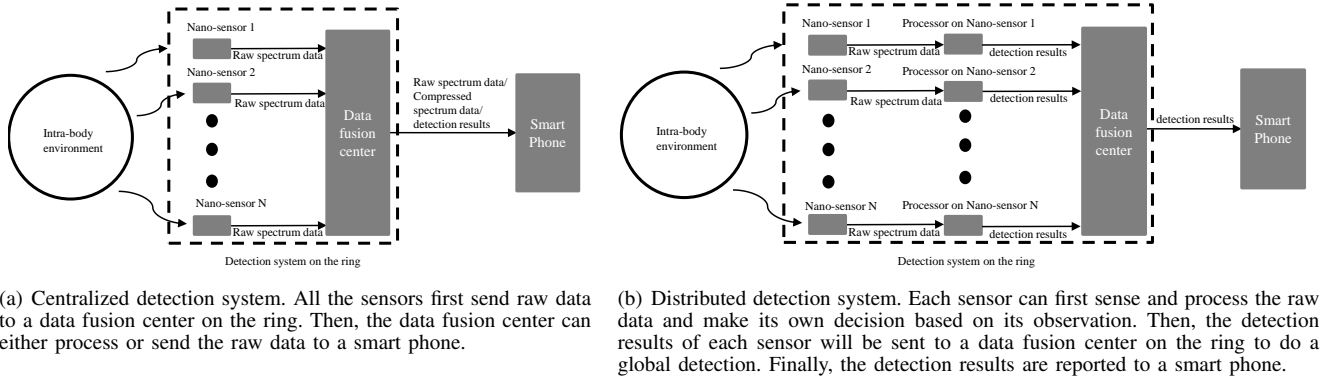 Nano-sensor 1
Raw spectrum data
Nano-sensor 2
Raw spectrum data
Intra-body
environment
Nano-sensor N
Raw spectrum data
Data
fusion
center
Raw spectrum data/
Compressed
spectrum data/
detection results
Smart
Phone
Detection system on the ring
(a) Centralized detection system. All the sensors first send raw data
to a data fusion center on the ring. Then, the data fusion center can
either process or send the raw data to a smart phone.
Nano-sensor 1
Processor on Nano-sensor 1
Raw spectrum data
detection results
Nano-sensor 2
Processor on Nano-sensor 2
Raw spectrum data
detection results
Intra-body
environment
Nano-sensor N
Processor on Nano-sensor N
Raw spectrum data
detection results
Data
fusion
center
detection results
Smart
Phone
Detection system on the ring
(b) Distributed detection system. Each sensor can first sense and process the raw
data and make its own decision based on its observation. Then, the detection
results of each sensor will be sent to a data fusion center on the ring to do a
global detection. Finally, the detection results are reported to a smart phone.